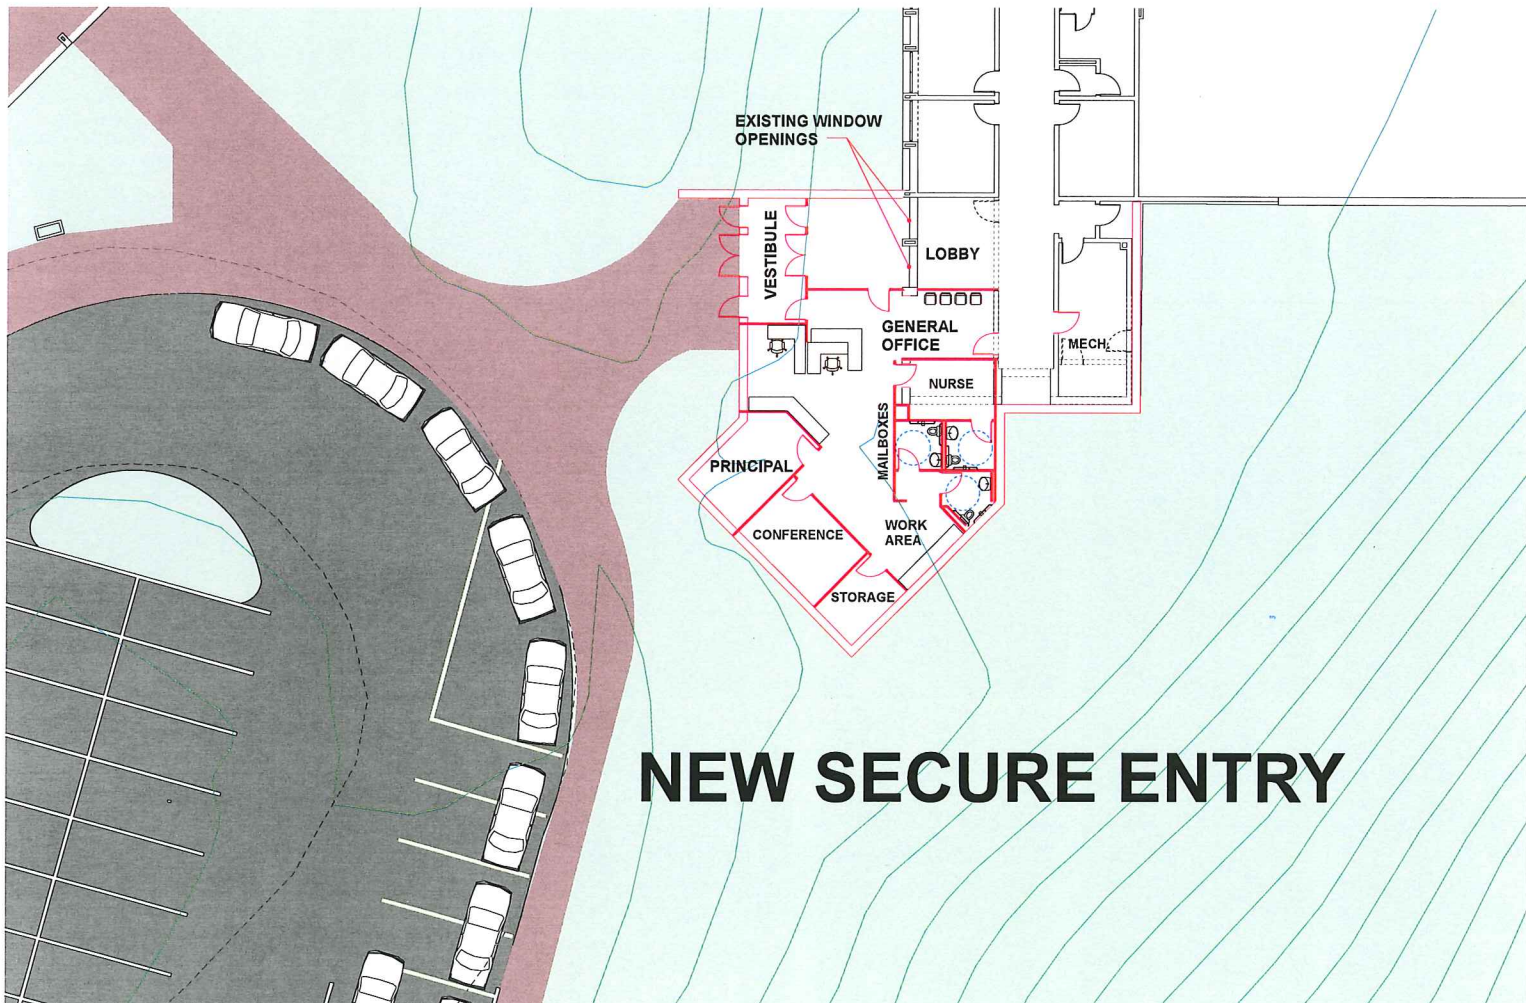 EXISTING WINDOW
OPENINGS
VESTIBULE
LOBBY
GENERAL
OFFICE
MECH.
NURSE
MAILBOXES
PRINCIPAL
CONFERENCE
WORK
AREA
STORAGE
NEW SECURE ENTRY